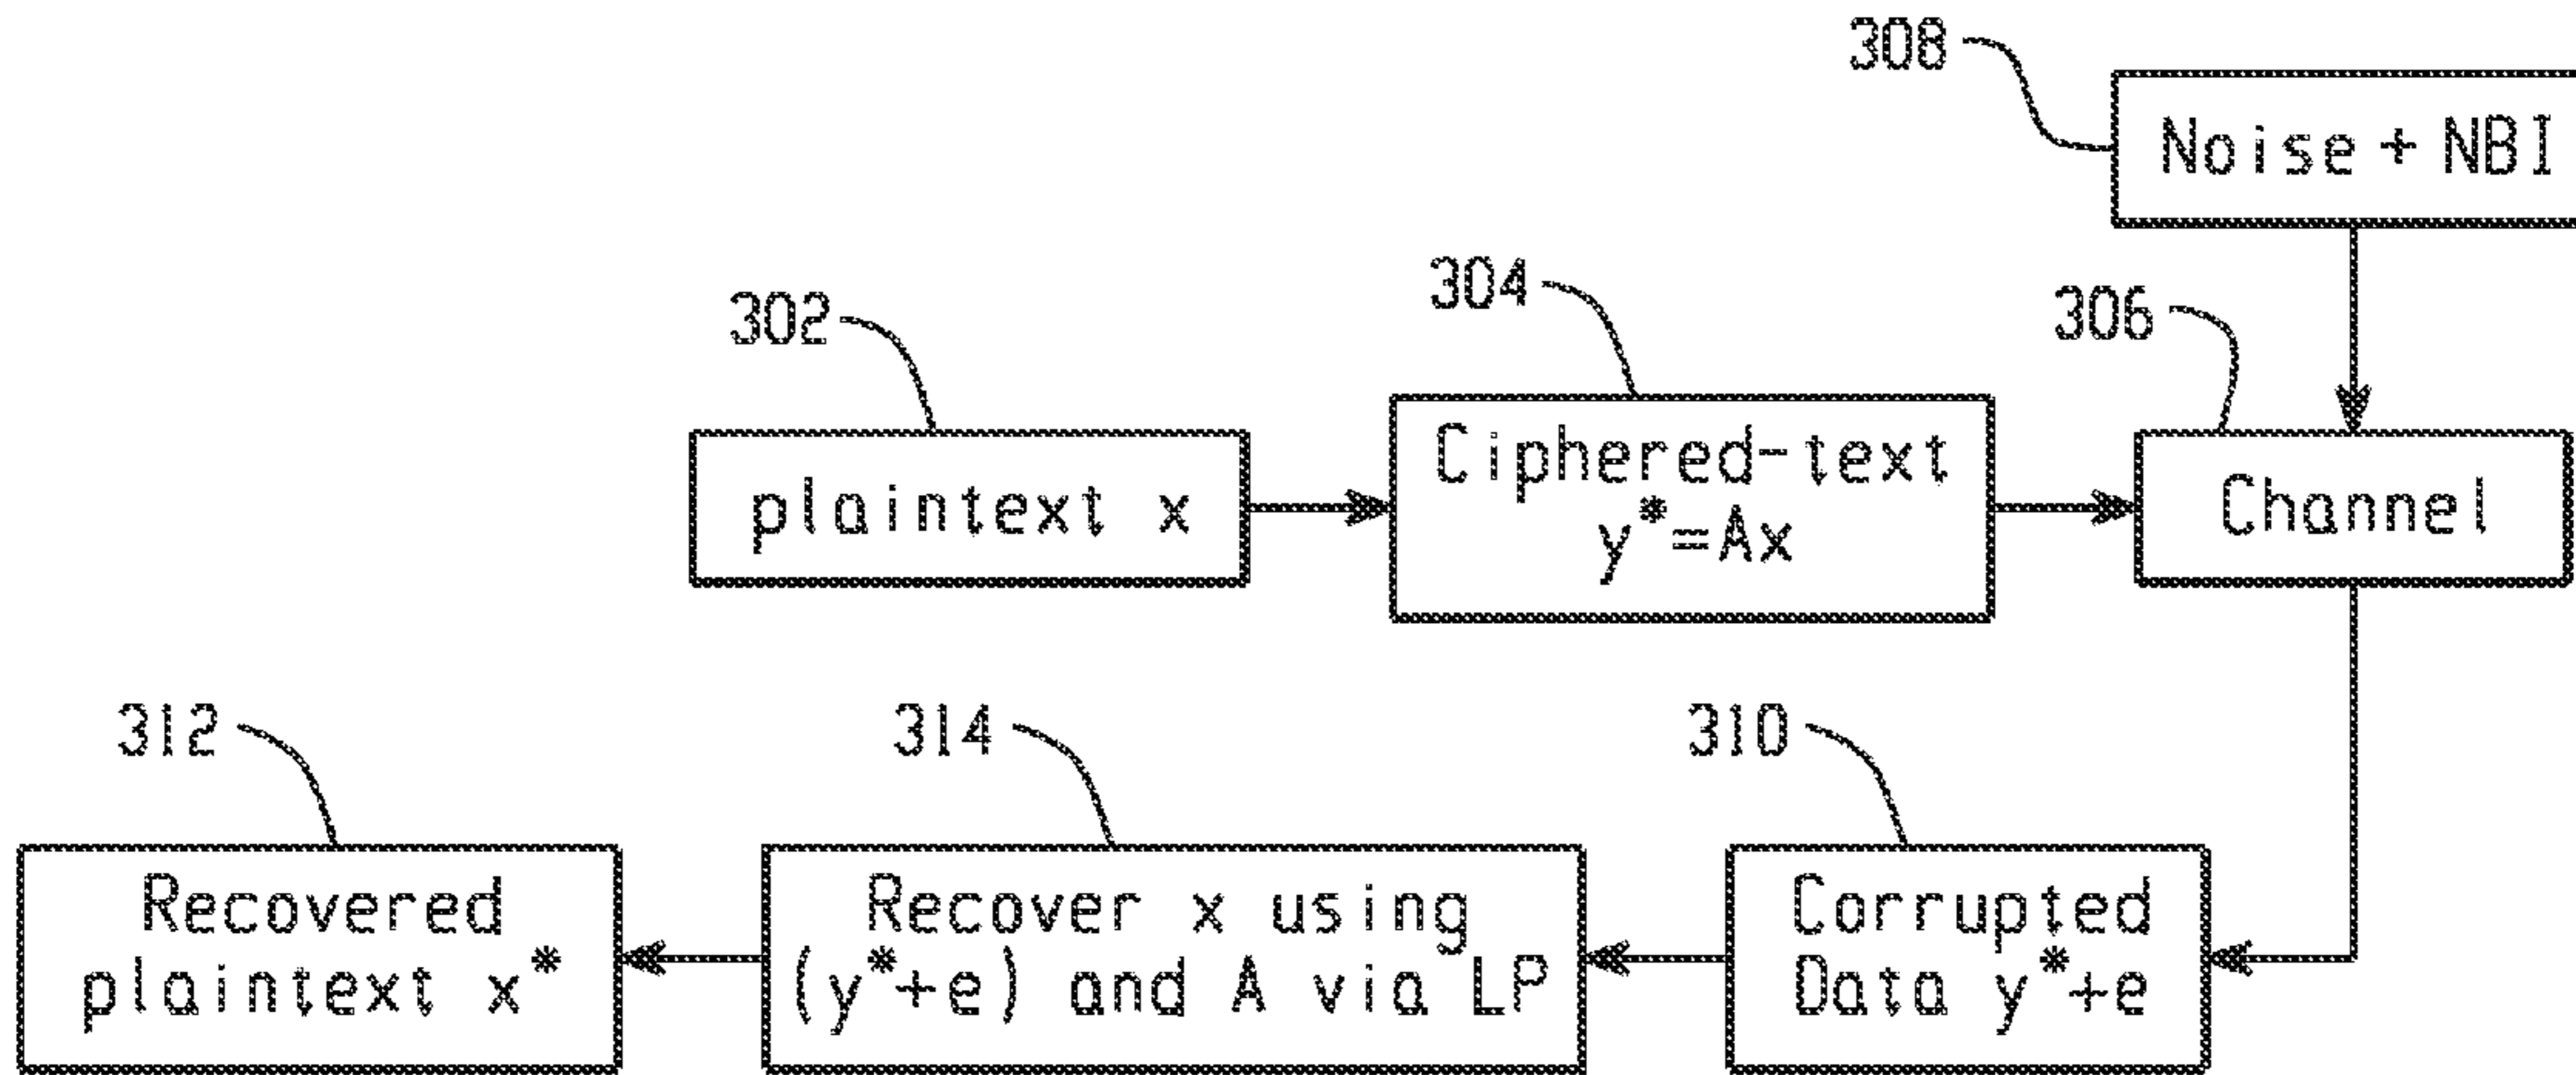 308
Noise + NBI
304
302
306
plaintext x
Ciphered-text
y*=Ax
Channel
312
314
310
Recovered
plaintext x*
Recover x using
(y*+e) and A via LP
Corrupted
Data y*+e